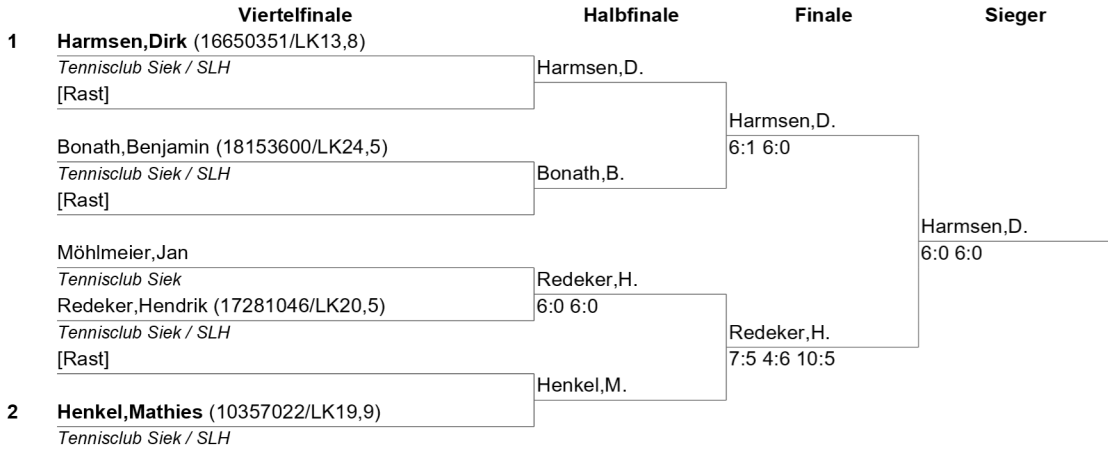 Viertelfinale Halbfinale Finale Sieger
1 Harmsen,Dirk (16650351/LK13,8)
Tennisclub Siek / SLH Harmsen,D.
[Rast]
Harmsen,D.
Bonath,Benjamin (18153600/LK24,5) 6:1 6:0
Tennisclub Siek / SLH Bonath,B.
[Rast]
Harmsen,D.
Möhlmeier,Jan 6:0 6:0
Tennisclub Siek Redeker,H.
Redeker,Hendrik (17281046/LK20,5) 6:0 6:0
Tennisclub Siek / SLH Redeker,H.
[Rast] 7:5 4:6 10:5
Henkel,M.
2 Henkel,Mathies (10357022/LK19,9)
Tennisclub Siek / SLH